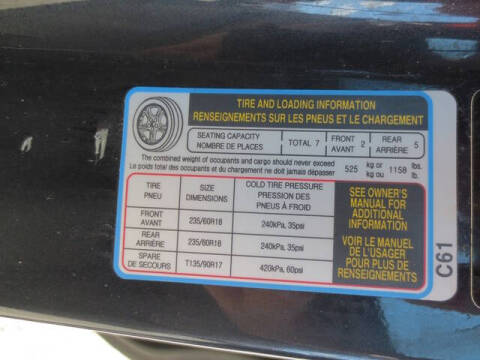 TIRE AND LOADING INFORMATION
RENSEIGNEMENTS SUR LES PNEUS ET LE CHARGEMENT
SEATING CAPACITY
NOMBRE DE PLACES
TOTAL 7
FRONT
AVANT 2
REAR
ARRIÈRE 5
The combined weight of occupants and cargo should never exceed
Le poids total des occupants et du chargement ne doit jamais dépasser
525 kg or
kg ou
1158 lbs.
lb.
TIRE
PNEU
SIZE
DIMENSIONS
COLD TIRE PRESSURE
PRESSION DES
PNEUS À FROID
FRONT
AVANT
235/60R18
240kPa, 35psi
REAR
ARRIÈRE
235/60R18
240kPa, 35psi
SPARE
DE SECOURS
T135/90R17
420kPa, 60psi
SEE OWNER'S
MANUAL FOR
ADDITIONAL
INFORMATION
VOIR LE MANUEL
DE L'USAGER
POUR PLUS DE
RENSEIGNEMENTS
C61